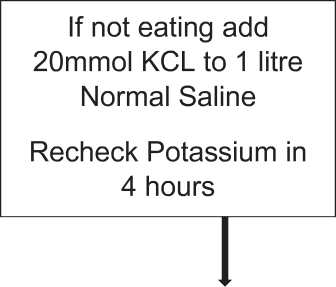 If not eating add
20mmol KCL to 1 litre
Normal Saline
Recheck Potassium in
4 hours